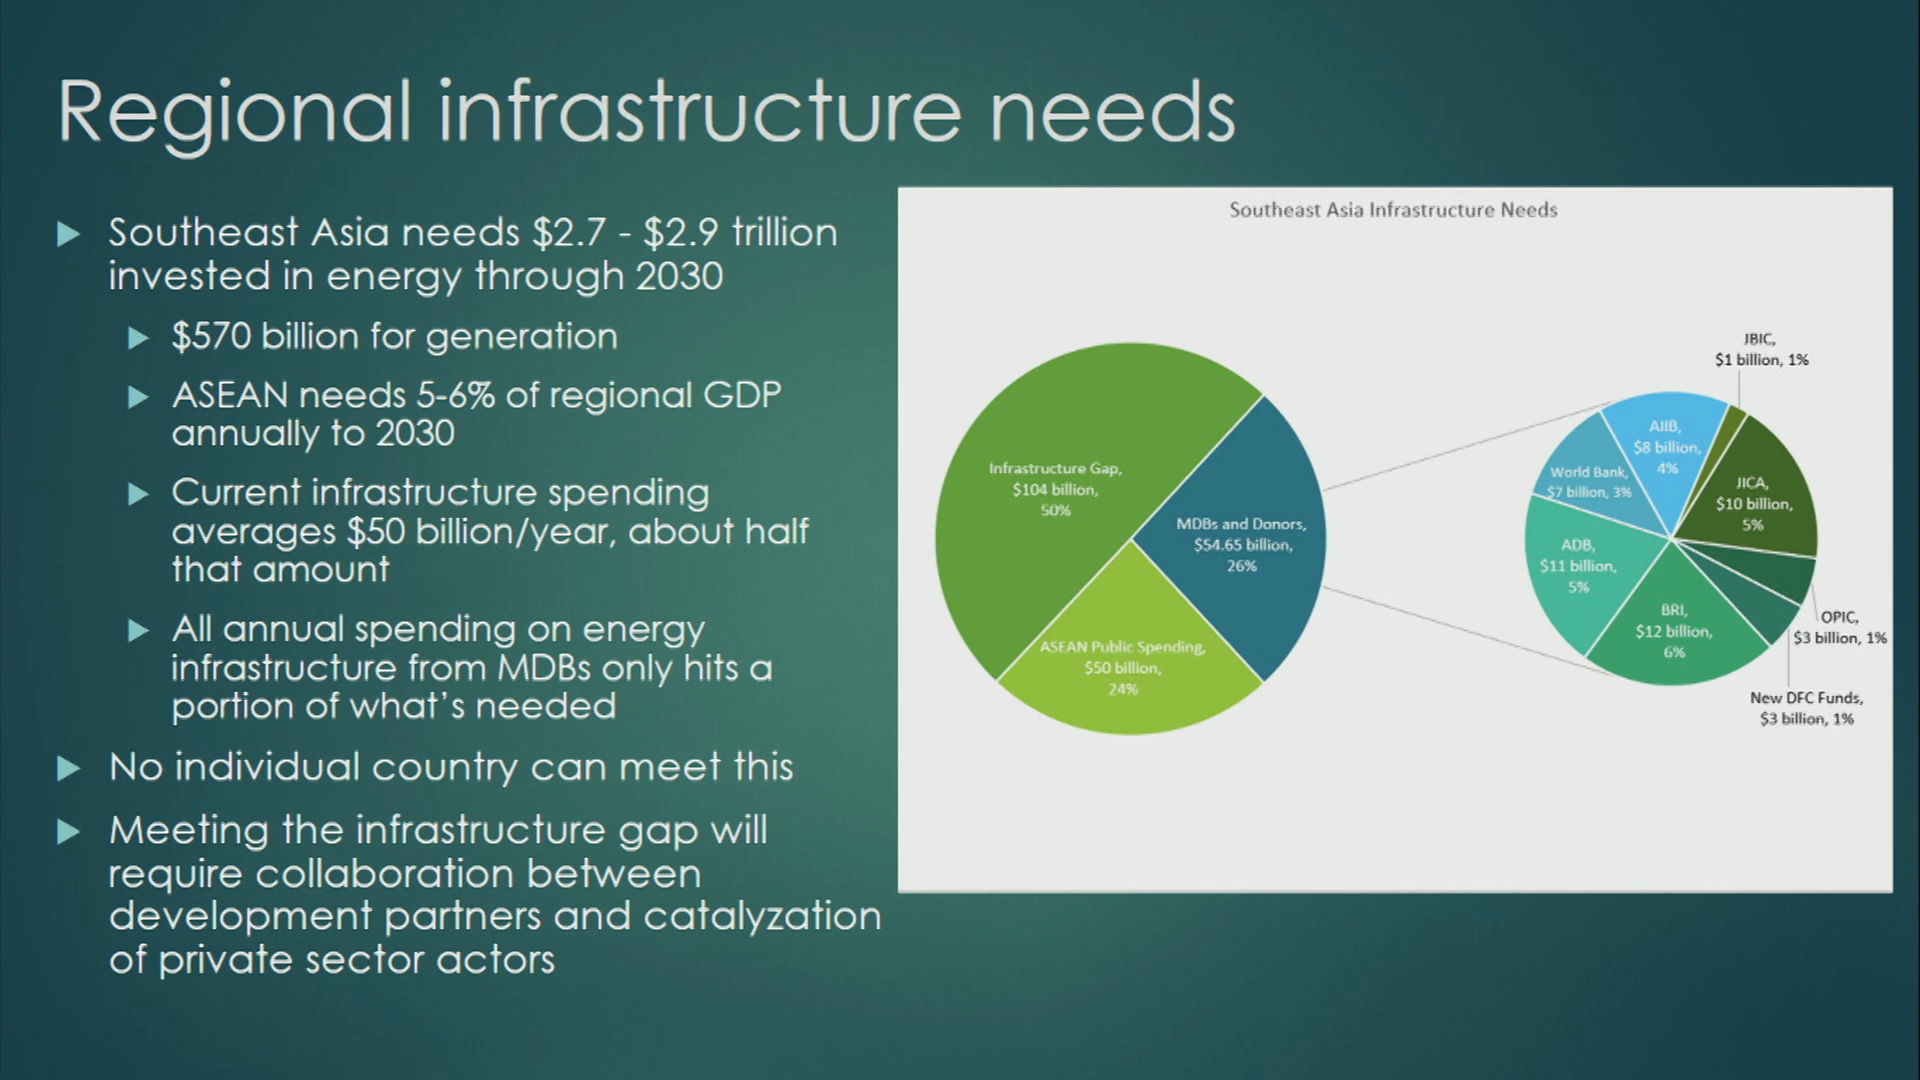 Regional infrastructure needs
Southeast Asia needs $2.7 - $2.9 trillion
invested in energy through 2030
$570 billion for generation
ASEAN needs 5-6% of regional GDP
annually to 2030
Current infrastructure spending
averages $50 billion/year, about half
that amount
All annual spending on energy
infrastructure from MDBs only hits a
portion of what's needed
No individual country can meet this
Meeting the infrastructure gap will
require collaboration between
development partners and catalyzation
of private sector actors
Southeast Asia Infrastructure Needs
Infrastructure Gap,
$104 billion,
50%
MDBs and Donors,
$54.65 billion,
26%
ASEAN Public Spending,
$50 billion,
24%
JBIC,
$1 billion, 1%
AIIB,
$8 billion,
4%
World Bank,
$7 billion, 3%
JICA,
$10 billion,
5%
ADB,
$11 billion,
5%
BRI,
$12 billion,
6%
OPIC,
$3 billion, 1%
New DFC Funds,
$3 billion, 1%